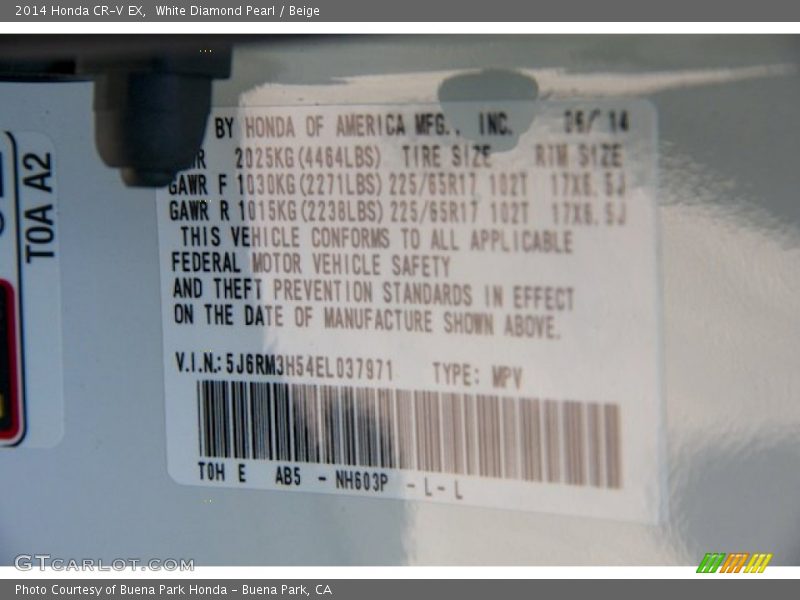 2014 Honda CR-V EX,  White Diamond Pearl / Beige
BY HONDA OF AMERICA MFG., INC. 06/14
2025KG(4464LBS) TIRE SIZE RIM SIZE
GAWR F 1030KG(2271LBS) 225/65R17 102T 17X6.5J
GAWR R 1015KG(2238LBS) 225/65R17 102T 17X6.5J
THIS VEHICLE CONFORMS TO ALL APPLICABLE
FEDERAL MOTOR VEHICLE SAFETY
AND THEFT PREVENTION STANDARDS IN EFFECT
ON THE DATE OF MANUFACTURE SHOWN ABOVE.
V.I.N.: 5J6RM3H54EL037971 TYPE: MPV
T0H E AB5 - NH603P - L - L
T0A A2
GTCARLOT.COM
Photo Courtesy of Buena Park Honda – Buena Park, CA